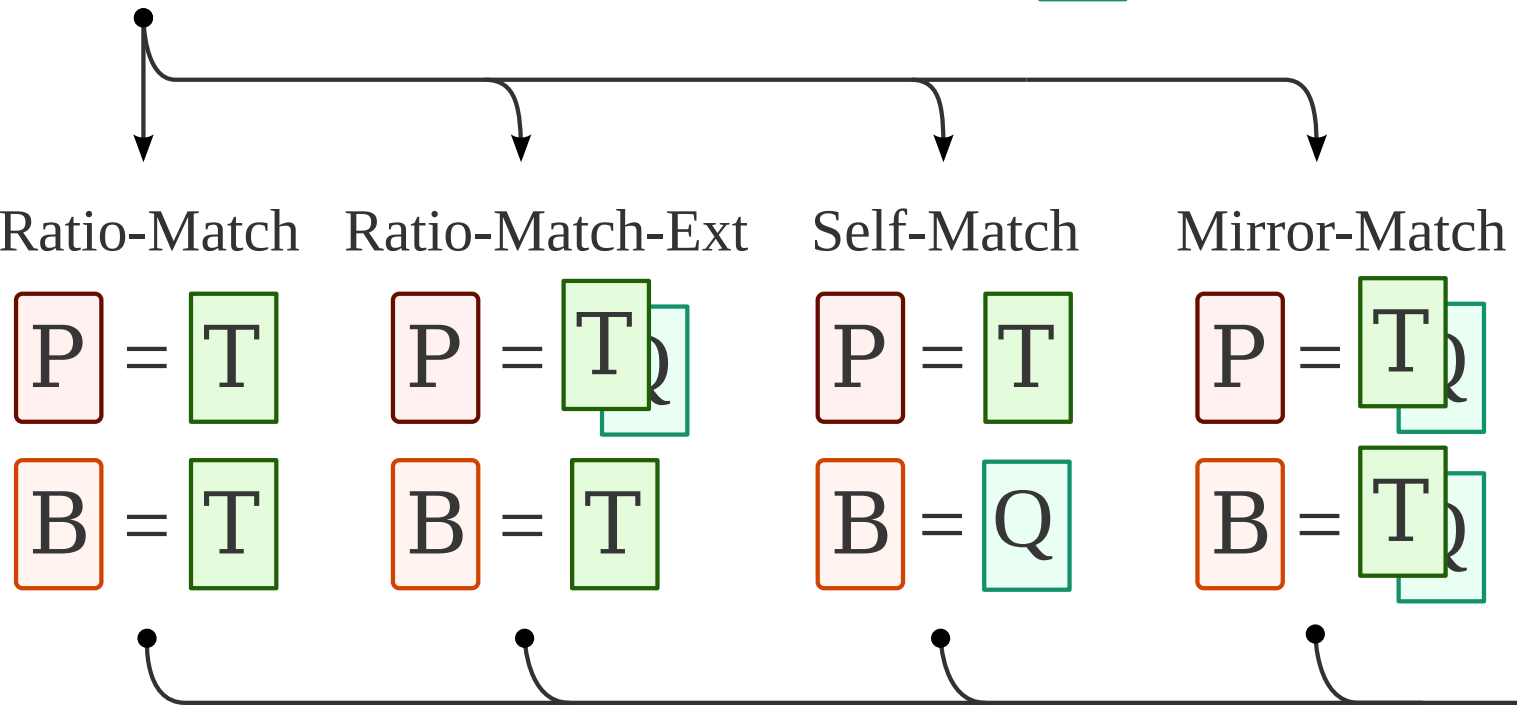 Ratio-Match Ratio-Match-Ext Self-Match Mirror-Match
P = T P = T Q P = T P = T Q
B = T B = T B = Q B = T Q